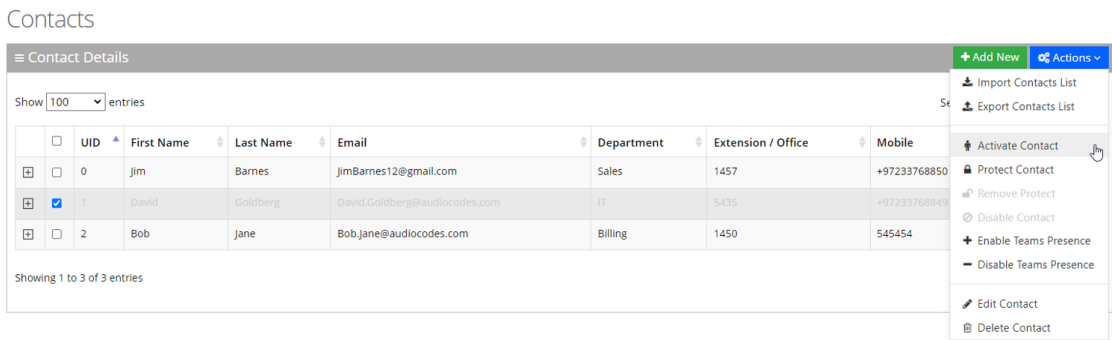 Contacts
Contact Details
Add New
Actions
Import Contacts List
Export Contacts List
Activate Contact
Protect Contact
Remove Protect
Disable Contact
Enable Teams Presence
Disable Teams Presence
Edit Contact
Delete Contact
Show 100 entries
UID First Name Last Name Email Department Extension / Office Mobile
0 Jim Barnes JimBarnes12@gmail.com Sales 1457 +97233768850
1 David Goldberg David.Goldberg@audiocodes.com IT 5435 +97233768849
2 Bob Jane Bob.Jane@audiocodes.com Billing 1450 545454
Showing 1 to 3 of 3 entries